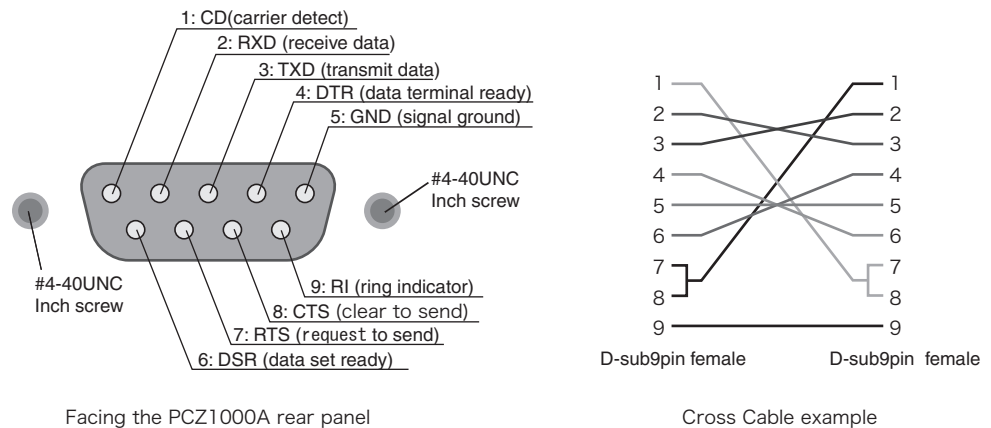 1: CD(carrier detect)
2: RXD (receive data)
3: TXD (transmit data)
4: DTR (data terminal ready)
5: GND (signal ground)
#4-40UNC
Inch screw
#4-40UNC
Inch screw
9: RI (ring indicator)
8: CTS (clear to send)
7: RTS (request to send)
6: DSR (data set ready)
Facing the PCZ1000A rear panel
1 1
2 2
3 3
4 4
5 5
6 6
7 7
8 8
9 9
D-sub9pin female D-sub9pin female
Cross Cable example